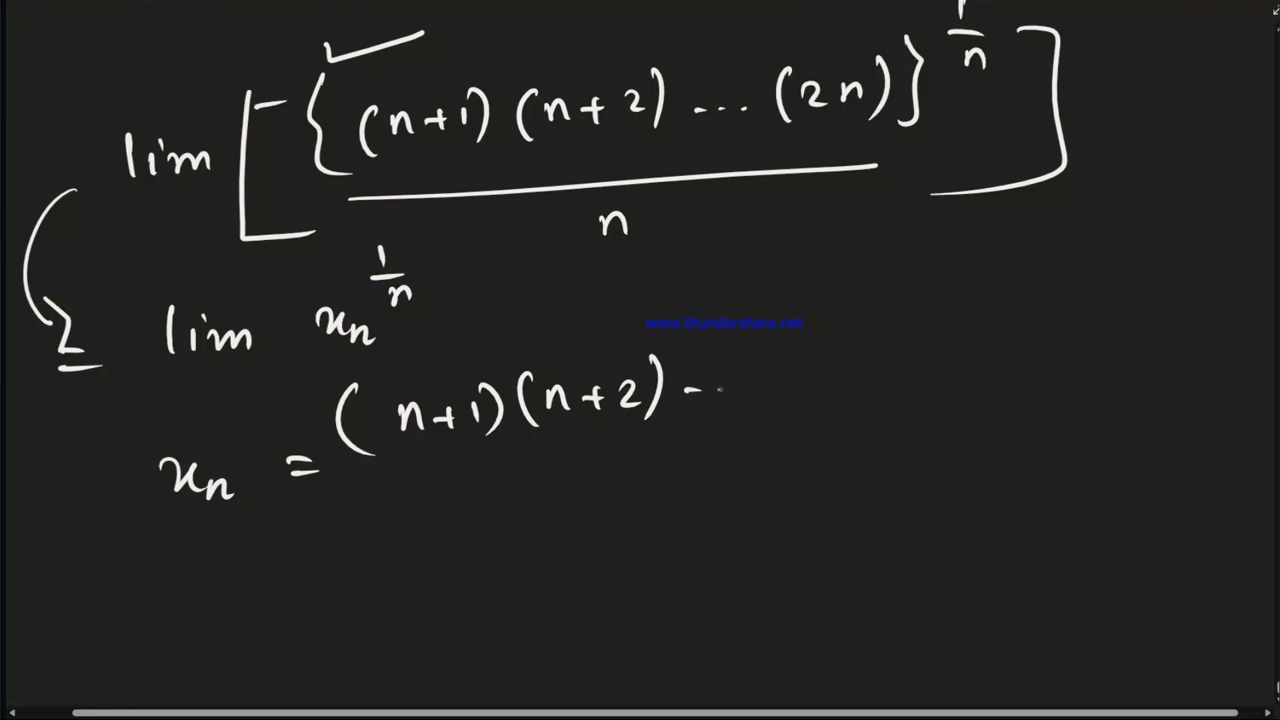 lim [ {(n+1) (n+2) ... (2n)}^{1/n} / n ]
lim x_n^{1/n}
www.thundershare.net
x_n = (n+1)(n+2) ..